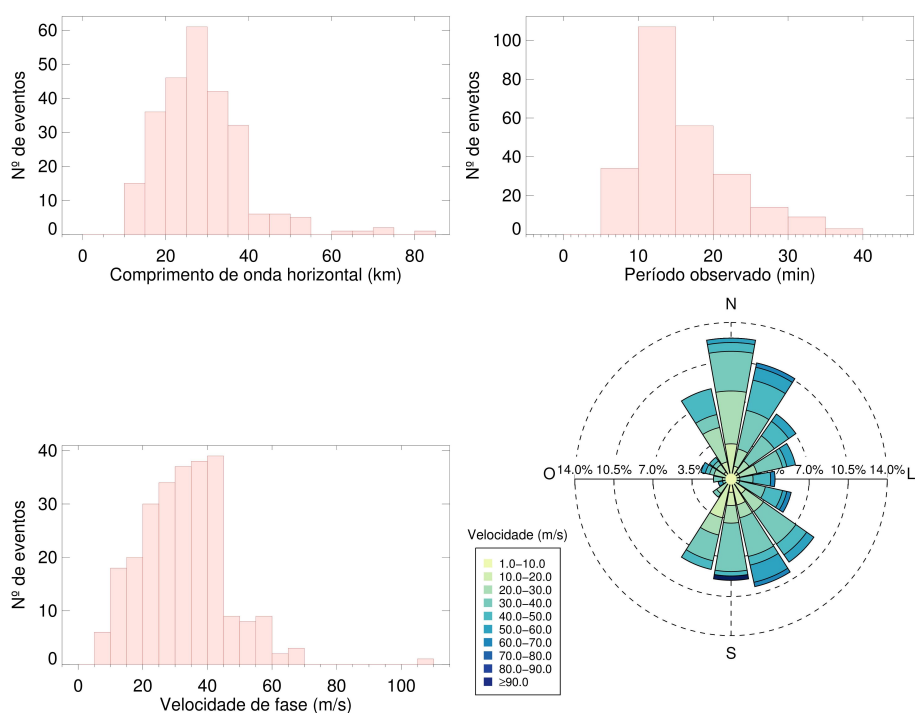 60
50
40
30
20
10
0
Nº de eventos
0 20 40 60 80
Comprimento de onda horizontal (km)
100
80
60
40
20
0
Nº de envetos
0 10 20 30 40
Período observado (min)
40
30
20
10
0
Nº de eventos
0 20 40 60 80 100
Velocidade de fase (m/s)
N
O 14.0% 10.5% 7.0% 3.5% % 7.0% 10.5% 14.0% L
S
Velocidade (m/s)
1.0–10.0
10.0–20.0
20.0–30.0
30.0–40.0
40.0–50.0
50.0–60.0
60.0–70.0
70.0–80.0
80.0–90.0
≥90.0